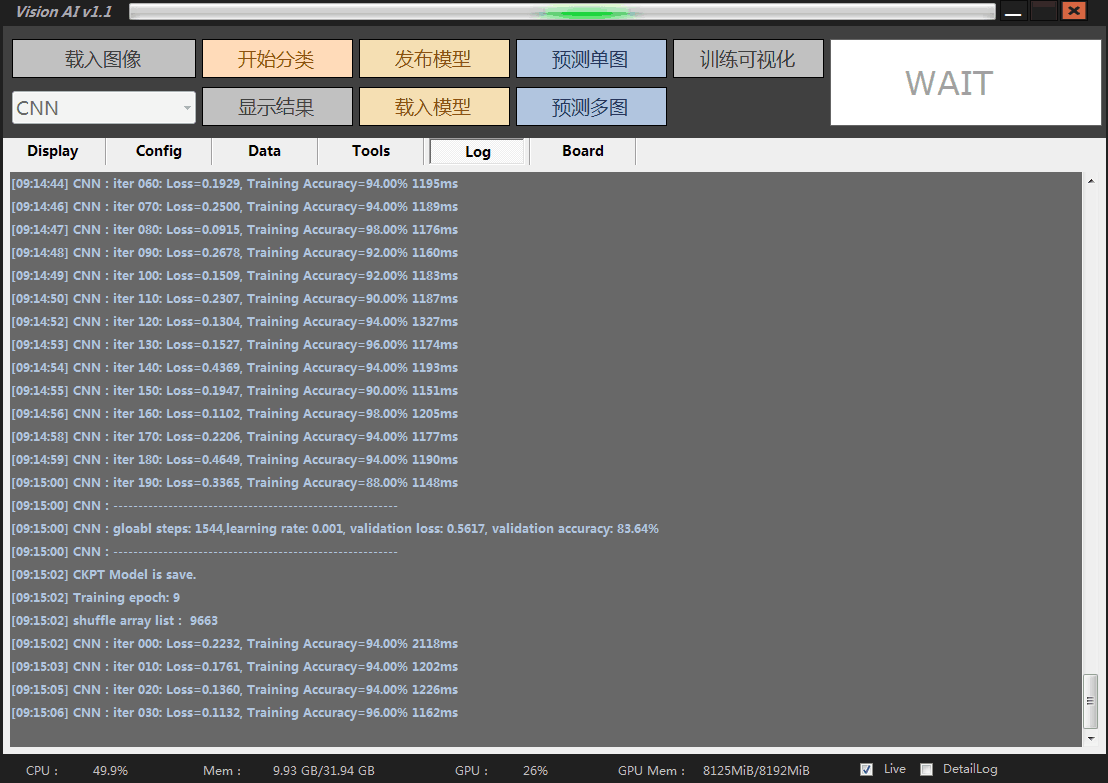 Vision AI v1.1
载入图像 开始分类 发布模型 预测单图 训练可视化 WAIT
CNN 显示结果 载入模型 预测多图
Display Config Data Tools Log Board
[09:14:44] CNN : iter 060: Loss=0.1929, Training Accuracy=94.00% 1195ms
[09:14:46] CNN : iter 070: Loss=0.2500, Training Accuracy=94.00% 1189ms
[09:14:47] CNN : iter 080: Loss=0.0915, Training Accuracy=98.00% 1176ms
[09:14:48] CNN : iter 090: Loss=0.2678, Training Accuracy=92.00% 1160ms
[09:14:49] CNN : iter 100: Loss=0.1509, Training Accuracy=92.00% 1183ms
[09:14:50] CNN : iter 110: Loss=0.2307, Training Accuracy=90.00% 1187ms
[09:14:52] CNN : iter 120: Loss=0.1304, Training Accuracy=94.00% 1327ms
[09:14:53] CNN : iter 130: Loss=0.1527, Training Accuracy=96.00% 1174ms
[09:14:54] CNN : iter 140: Loss=0.4369, Training Accuracy=94.00% 1193ms
[09:14:55] CNN : iter 150: Loss=0.1947, Training Accuracy=90.00% 1151ms
[09:14:56] CNN : iter 160: Loss=0.1102, Training Accuracy=98.00% 1205ms
[09:14:58] CNN : iter 170: Loss=0.2206, Training Accuracy=94.00% 1177ms
[09:14:59] CNN : iter 180: Loss=0.4649, Training Accuracy=94.00% 1190ms
[09:15:00] CNN : iter 190: Loss=0.3365, Training Accuracy=88.00% 1148ms
[09:15:00] CNN : ---------------------------------------------------------
[09:15:00] CNN : gloabl steps: 1544,learning rate: 0.001, validation loss: 0.5617, validation accuracy: 83.64%
[09:15:00] CNN : ---------------------------------------------------------
[09:15:02] CKPT Model is save.
[09:15:02] Training epoch: 9
[09:15:02] shuffle array list : 9663
[09:15:02] CNN : iter 000: Loss=0.2232, Training Accuracy=94.00% 2118ms
[09:15:03] CNN : iter 010: Loss=0.1761, Training Accuracy=94.00% 1202ms
[09:15:05] CNN : iter 020: Loss=0.1360, Training Accuracy=94.00% 1226ms
[09:15:06] CNN : iter 030: Loss=0.1132, Training Accuracy=96.00% 1162ms
CPU : 49.9% Mem : 9.93 GB/31.94 GB GPU : 26% GPU Mem : 8125MiB/8192MiB Live DetailLog